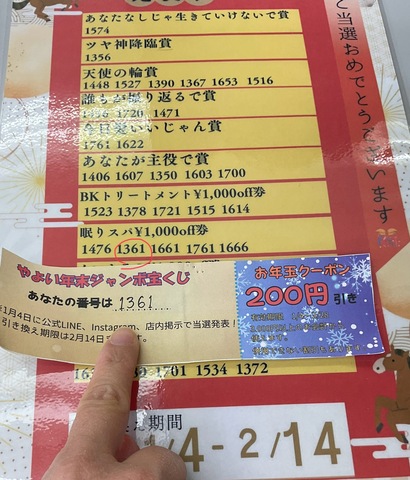 ご当選おめでとうございます
あなたなしじゃ生きていけないで賞
1574
ツヤ神降臨賞
1356
天使の輪賞
1448 1527 1390 1367 1653 1516
誰もが振り返るで賞
1720 1471
いいじゃん賞
1761 1622
あなたが主役で賞
1406 1607 1350 1603 1700
BKトリートメント¥1,000off券
1523 1378 1721 1515 1614
眠りスパ¥1,000off券
1476 1361 1661 1761 1666
やよい年末ジャンボ宝くじ
あなたの番号は 1361
1月4日に公式LINE、Instagram、店内掲示で当選発表！
引き換え期限は2月14日
お年玉クーポン
200円引き
有効期限
1701 1534 1372
期間
/4-2/14